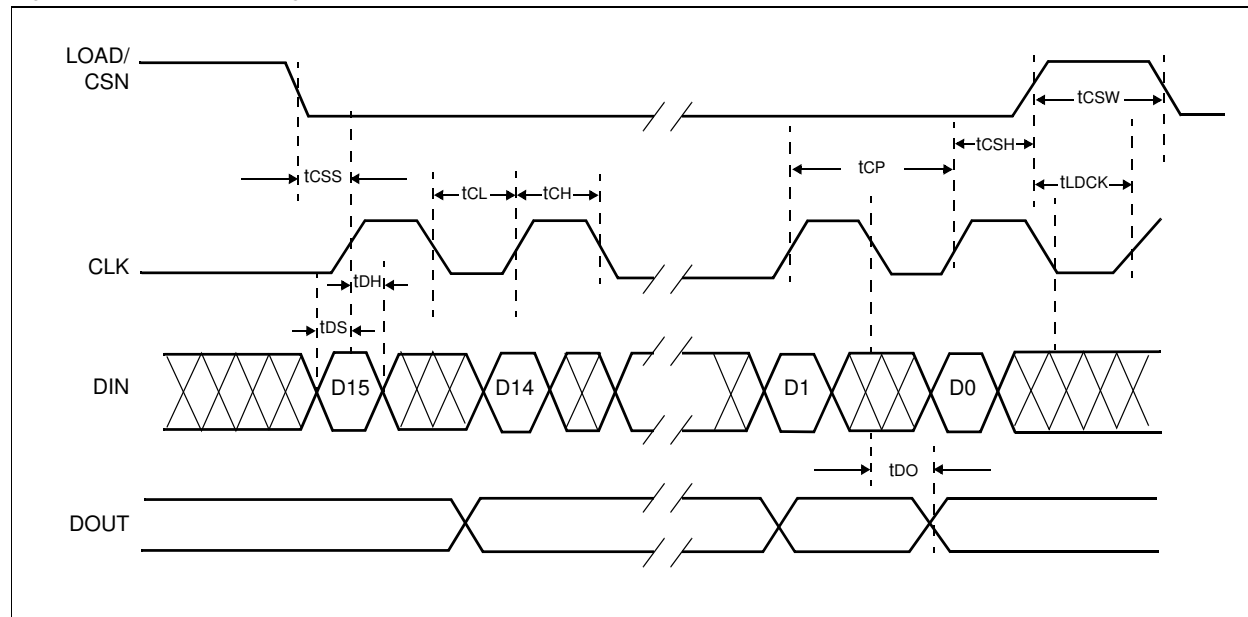 LOAD/
CSN
tCSW
tCSH
tCP
tLDCK
tCSS
tCL
tCH
CLK
tDH
tDS
DIN
D15
D14
D1
D0
tDO
DOUT